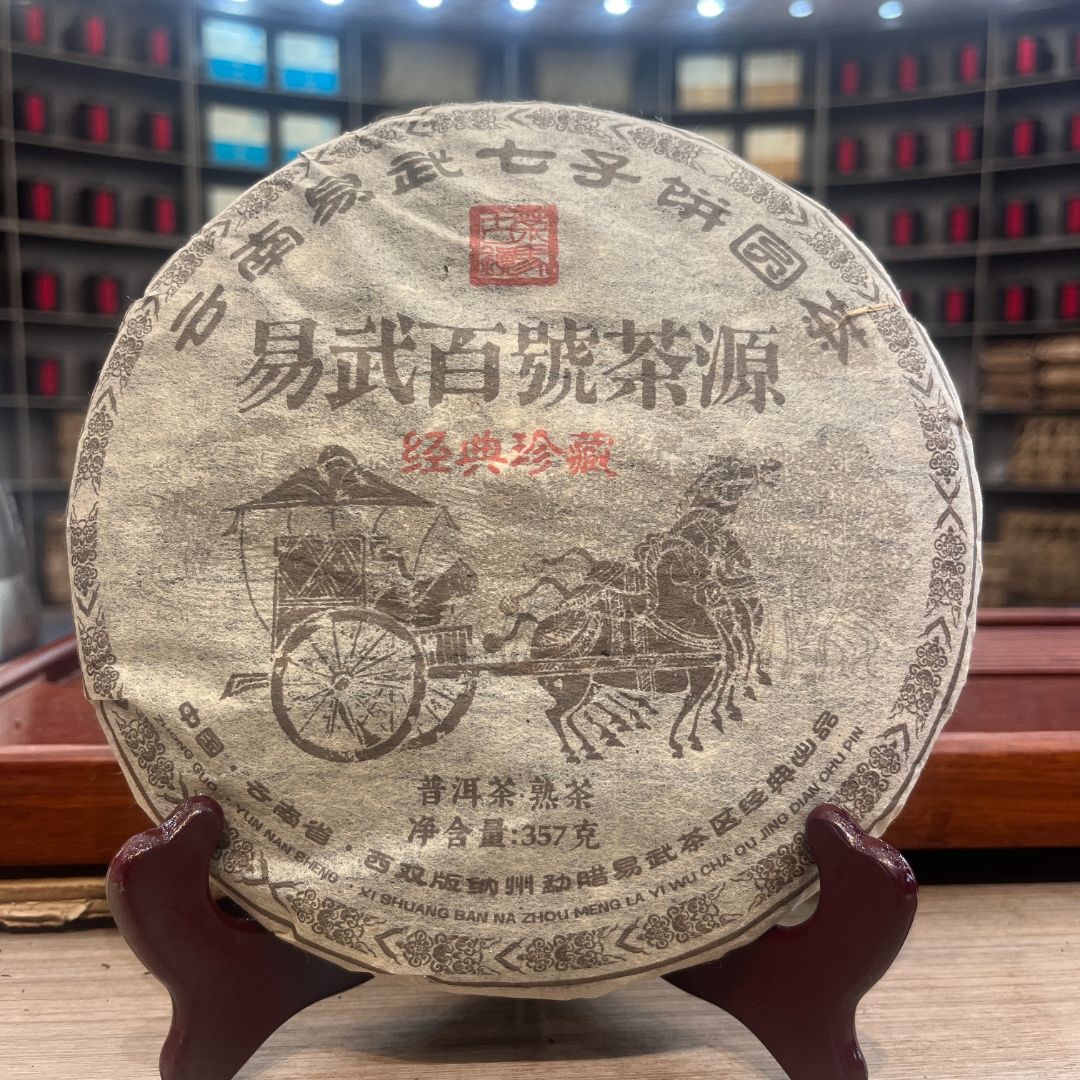 云南易武七子饼圆茶
易武百號茶源
经典珍藏
普洱茶·熟茶
净含量:357克
中国·云南省·西双版纳州勐腊易武茶区经典出品
ZHONG GUO·YUN NAN SHENG·XI SHUANG BAN NA ZHOU MENG LA YI WU CHA QU JING DIAN CHU PIN